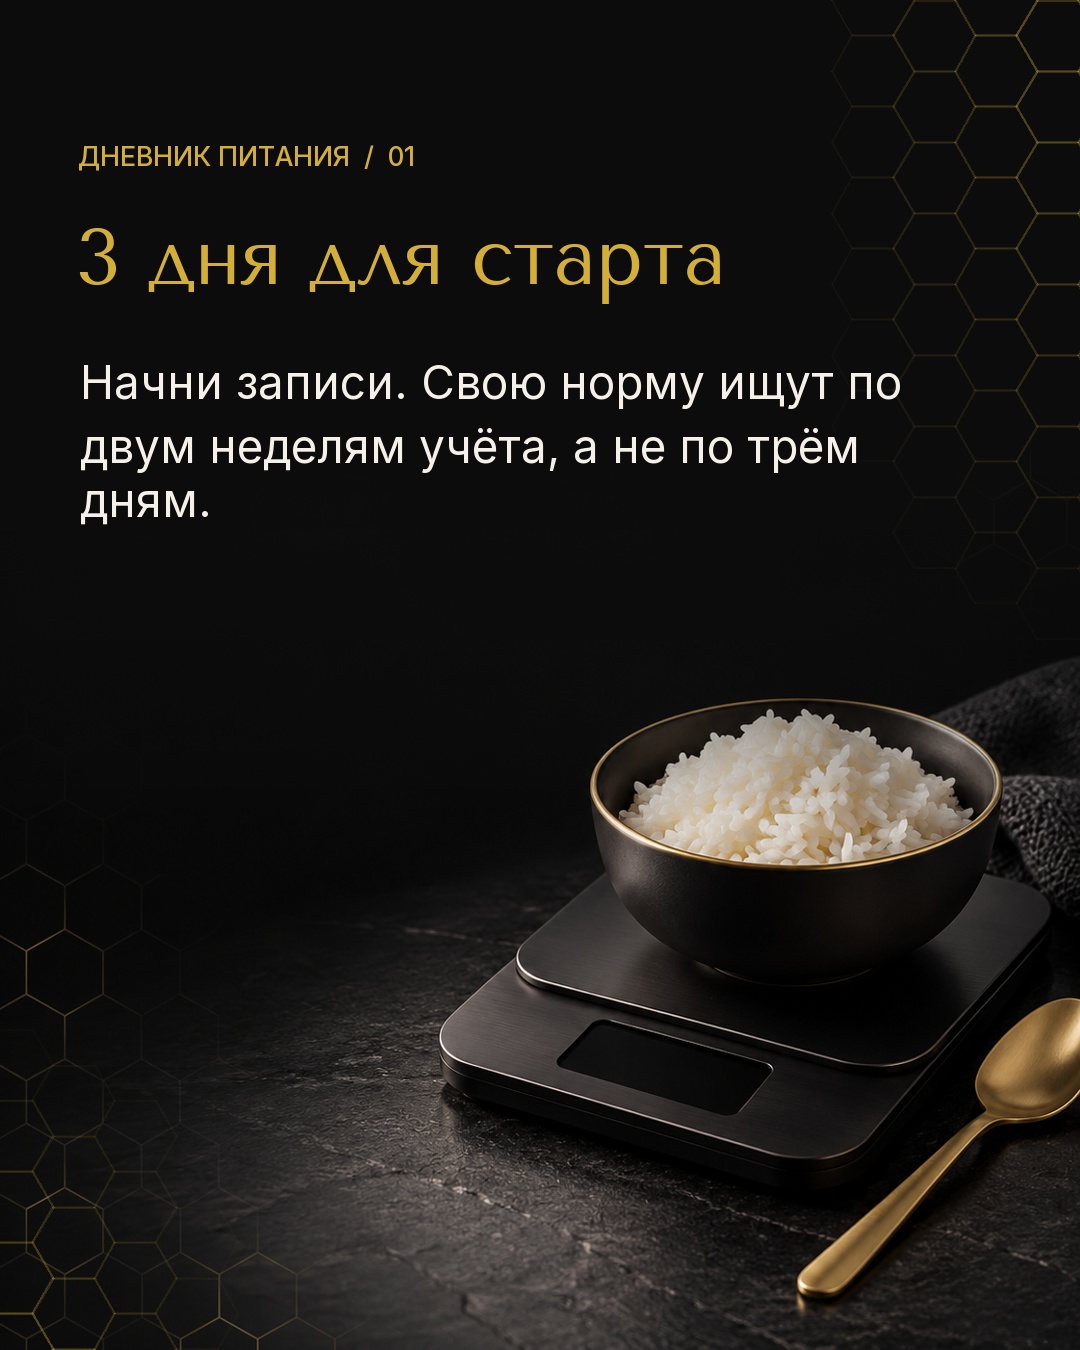 ДНЕВНИК ПИТАНИЯ / 01
3 дня для старта
Начни записи. Свою норму ищут по
двум неделям учёта, а не по трём
дням.